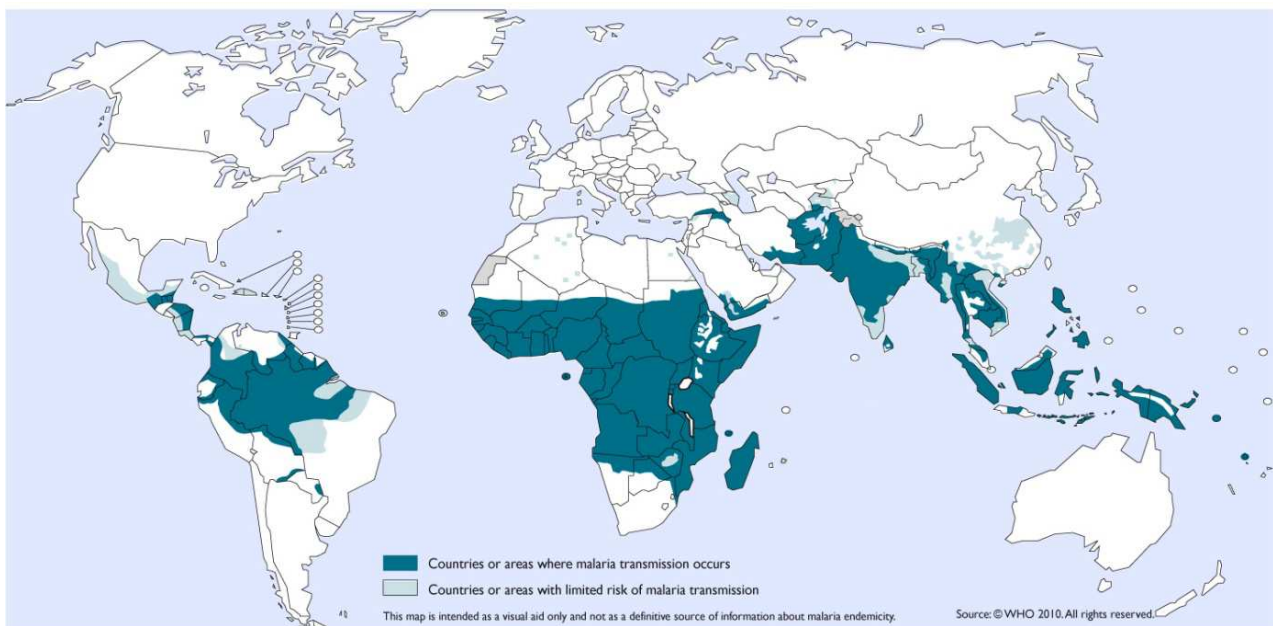 Countries or areas where malaria transmission occurs
Countries or areas with limited risk of malaria transmission
This map is intended as a visual aid only and not as a definitive source of information about malaria endemicity.
Source: © WHO 2010. All rights reserved.